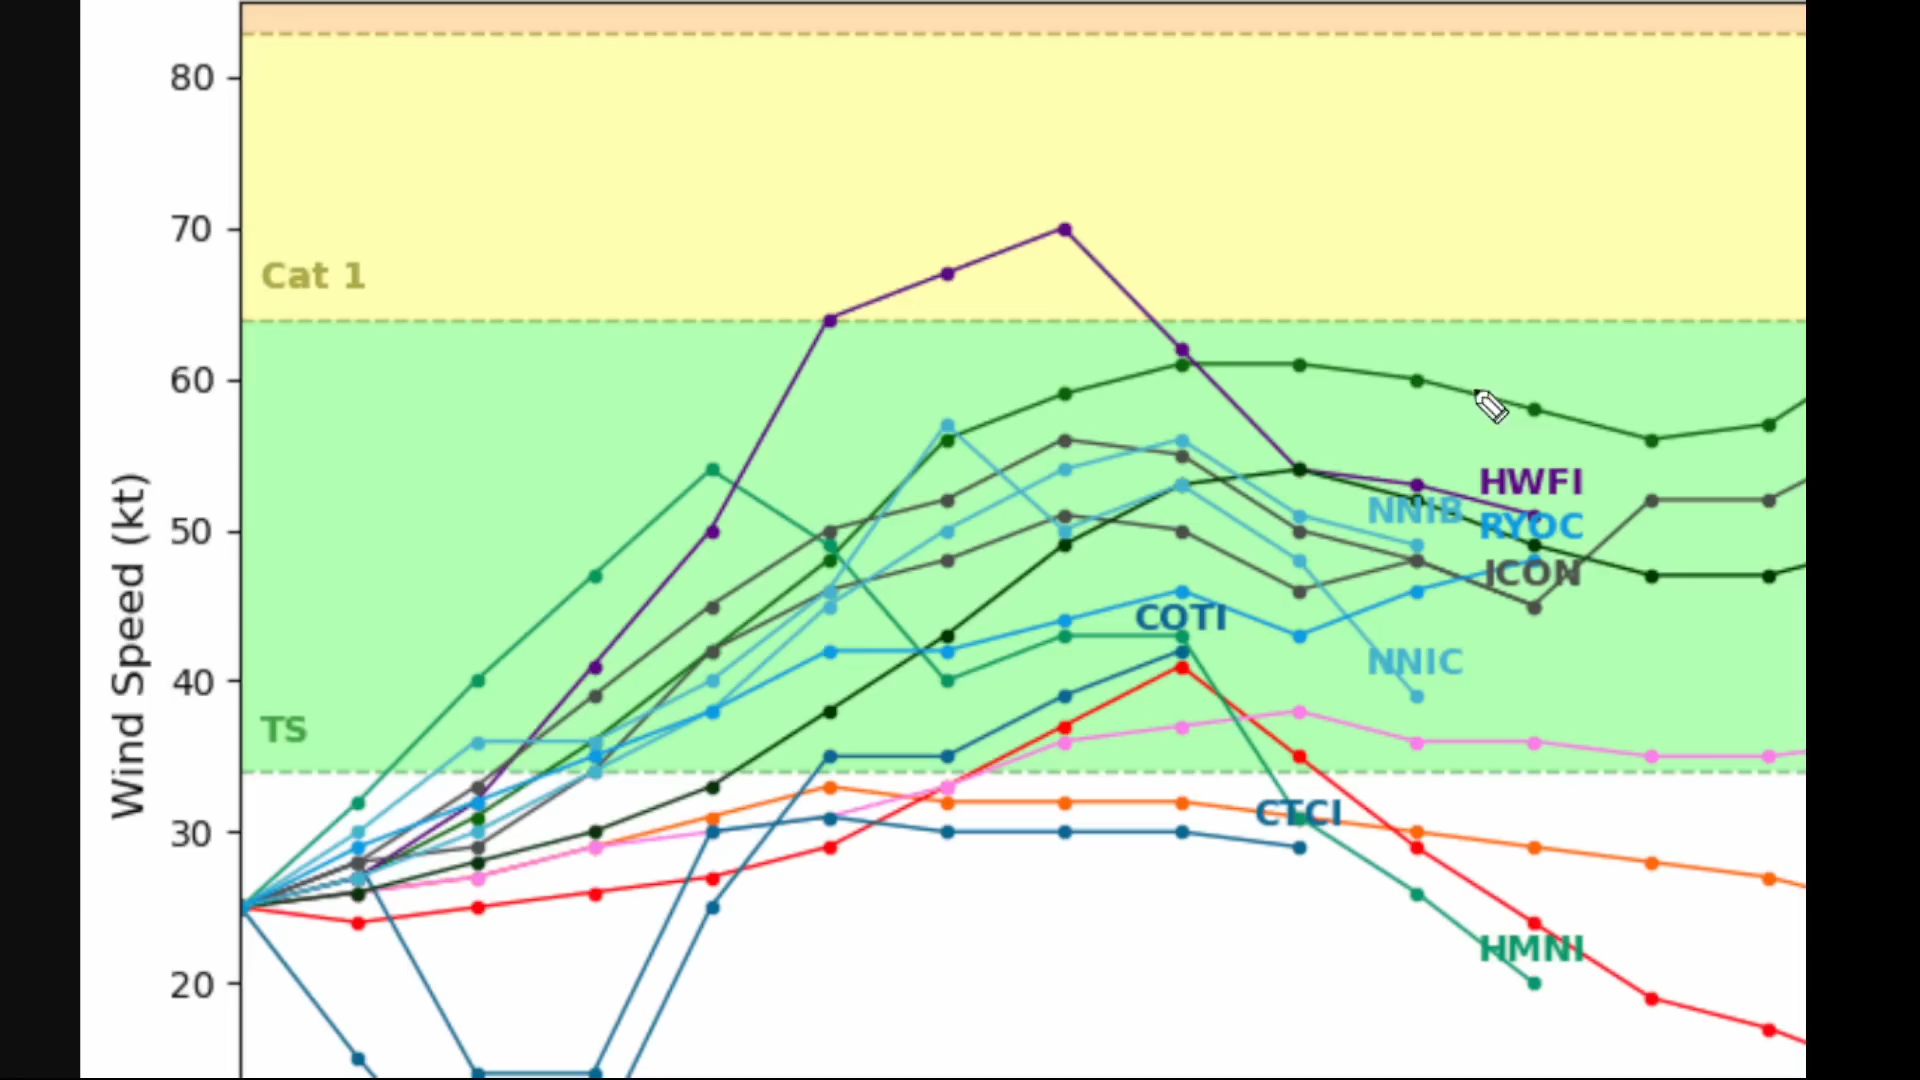 80
70
Cat 1
60
HWFI
NNIB
RYOC
50
ICON
COTI
NNIC
40
TS
CTCI
30
HMNI
20
Wind Speed (kt)